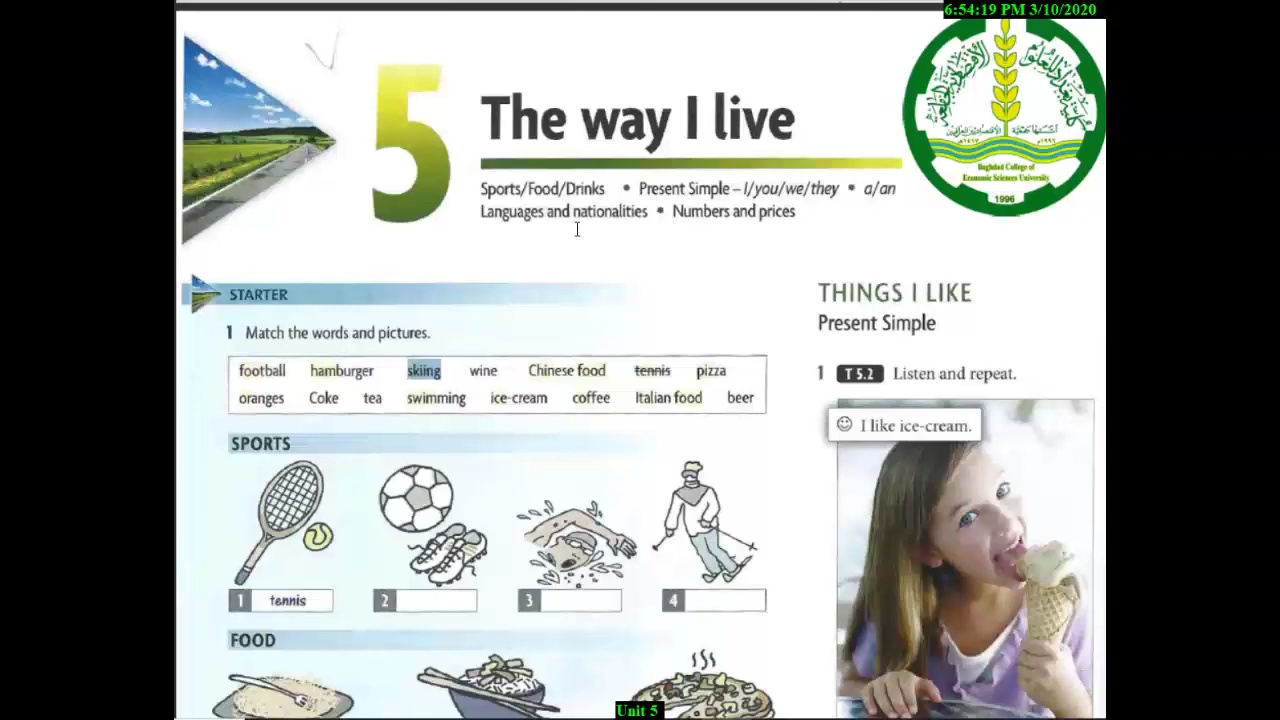 6:54:19 PM 3/10/2020
5
The way I live
Sports/Food/Drinks • Present Simple – I/you/we/they • a/an
Languages and nationalities • Numbers and prices
Baghdad College of
Economic Sciences University
1996
STARTER
1 Match the words and pictures.
football hamburger skiing wine Chinese food tennis pizza
oranges Coke tea swimming ice-cream coffee Italian food beer
SPORTS
1 tennis
2
3
4
FOOD
THINGS I LIKE
Present Simple
1 T 5.2 Listen and repeat.
☺ I like ice-cream.
Unit 5